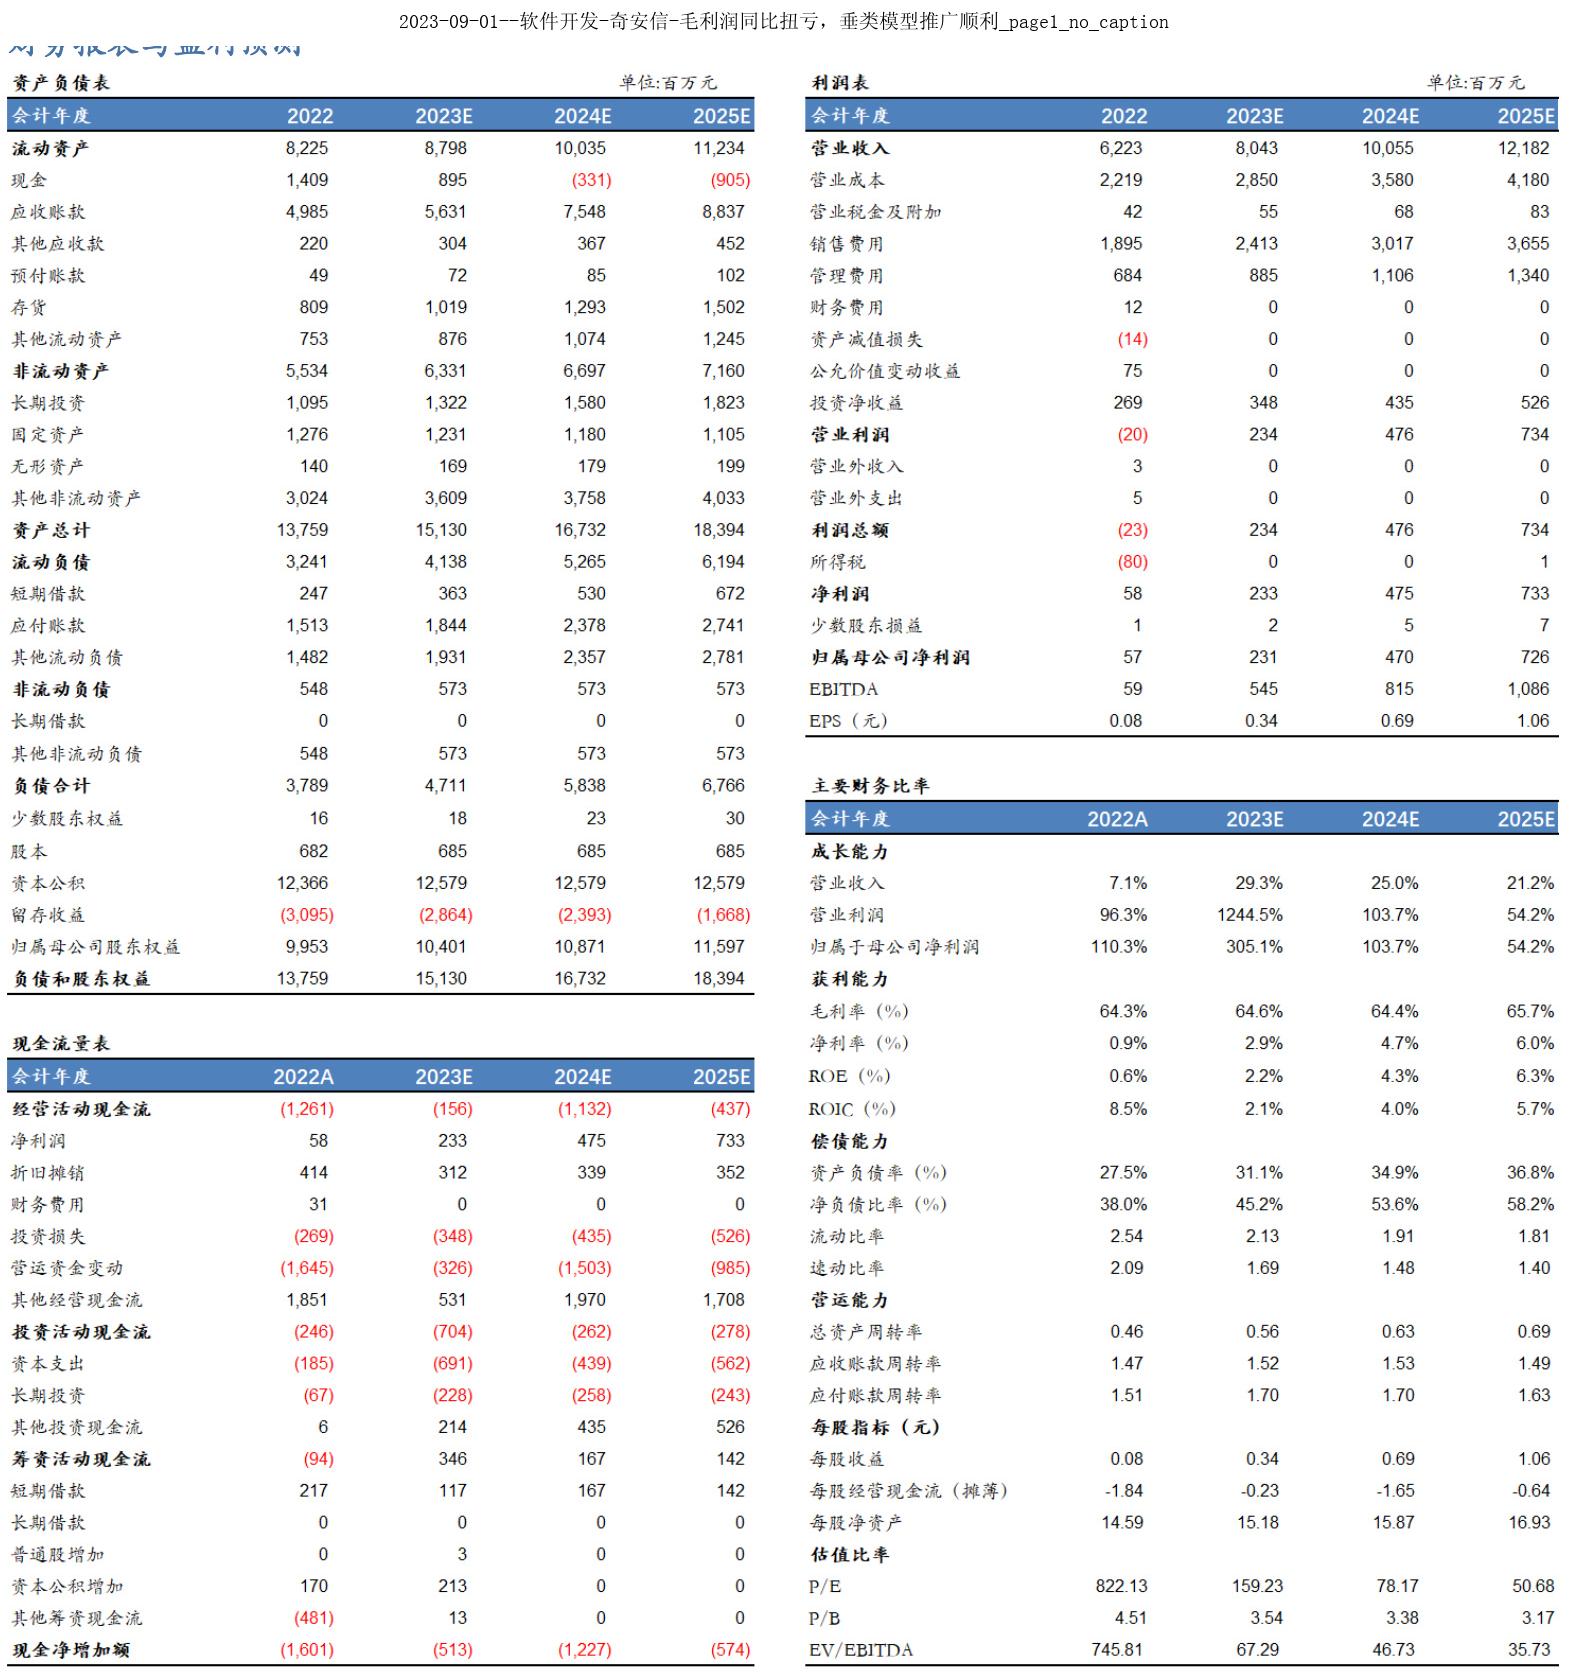 2023-09-01--软件开发-奇安信-毛利润同比扭亏，垂类模型推广顺利_page1_no_caption
财务报表与盈利预测
资产负债表 单位:百万元
会计年度 2022 2023E 2024E 2025E
流动资产 8,225 8,798 10,035 11,234
现金 1,409 895 (331) (905)
应收账款 4,985 5,631 7,548 8,837
其他应收款 220 304 367 452
预付账款 49 72 85 102
存货 809 1,019 1,293 1,502
其他流动资产 753 876 1,074 1,245
非流动资产 5,534 6,331 6,697 7,160
长期投资 1,095 1,322 1,580 1,823
固定资产 1,276 1,231 1,180 1,105
无形资产 140 169 179 199
其他非流动资产 3,024 3,609 3,758 4,033
资产总计 13,759 15,130 16,732 18,394
流动负债 3,241 4,138 5,265 6,194
短期借款 247 363 530 672
应付账款 1,513 1,844 2,378 2,741
其他流动负债 1,482 1,931 2,357 2,781
非流动负债 548 573 573 573
长期借款 0 0 0 0
其他非流动负债 548 573 573 573
负债合计 3,789 4,711 5,838 6,766
少数股东权益 16 18 23 30
股本 682 685 685 685
资本公积 12,366 12,579 12,579 12,579
留存收益 (3,095) (2,864) (2,393) (1,668)
归属母公司股东权益 9,953 10,401 10,871 11,597
负债和股东权益 13,759 15,130 16,732 18,394
现金流量表
会计年度 2022A 2023E 2024E 2025E
经营活动现金流 (1,261) (156) (1,132) (437)
净利润 58 233 475 733
折旧摊销 414 312 339 352
财务费用 31 0 0 0
投资损失 (269) (348) (435) (526)
营运资金变动 (1,645) (326) (1,503) (985)
其他经营现金流 1,851 531 1,970 1,708
投资活动现金流 (246) (704) (262) (278)
资本支出 (185) (691) (439) (562)
长期投资 (67) (228) (258) (243)
其他投资现金流 6 214 435 526
筹资活动现金流 (94) 346 167 142
短期借款 217 117 167 142
长期借款 0 0 0 0
普通股增加 0 3 0 0
资本公积增加 170 213 0 0
其他筹资现金流 (481) 13 0 0
现金净增加额 (1,601) (513) (1,227) (574)
利润表 单位:百万元
会计年度 2022 2023E 2024E 2025E
营业收入 6,223 8,043 10,055 12,182
营业成本 2,219 2,850 3,580 4,180
营业税金及附加 42 55 68 83
销售费用 1,895 2,413 3,017 3,655
管理费用 684 885 1,106 1,340
财务费用 12 0 0 0
资产减值损失 (14) 0 0 0
公允价值变动收益 75 0 0 0
投资净收益 269 348 435 526
营业利润 (20) 234 476 734
营业外收入 3 0 0 0
营业外支出 5 0 0 0
利润总额 (23) 234 476 734
所得税 (80) 0 0 1
净利润 58 233 475 733
少数股东损益 1 2 5 7
归属母公司净利润 57 231 470 726
EBITDA 59 545 815 1,086
EPS（元） 0.08 0.34 0.69 1.06
主要财务比率
会计年度 2022A 2023E 2024E 2025E
成长能力
营业收入 7.1% 29.3% 25.0% 21.2%
营业利润 96.3% 1244.5% 103.7% 54.2%
归属于母公司净利润 110.3% 305.1% 103.7% 54.2%
获利能力
毛利率（%） 64.3% 64.6% 64.4% 65.7%
净利率（%） 0.9% 2.9% 4.7% 6.0%
ROE（%） 0.6% 2.2% 4.3% 6.3%
ROIC（%） 8.5% 2.1% 4.0% 5.7%
偿债能力
资产负债率（%） 27.5% 31.1% 34.9% 36.8%
净负债比率（%） 38.0% 45.2% 53.6% 58.2%
流动比率 2.54 2.13 1.91 1.81
速动比率 2.09 1.69 1.48 1.40
营运能力
总资产周转率 0.46 0.56 0.63 0.69
应收账款周转率 1.47 1.52 1.53 1.49
应付账款周转率 1.51 1.70 1.70 1.63
每股指标（元）
每股收益 0.08 0.34 0.69 1.06
每股经营现金流（摊薄） -1.84 -0.23 -1.65 -0.64
每股净资产 14.59 15.18 15.87 16.93
估值比率
P/E 822.13 159.23 78.17 50.68
P/B 4.51 3.54 3.38 3.17
EV/EBITDA 745.81 67.29 46.73 35.73